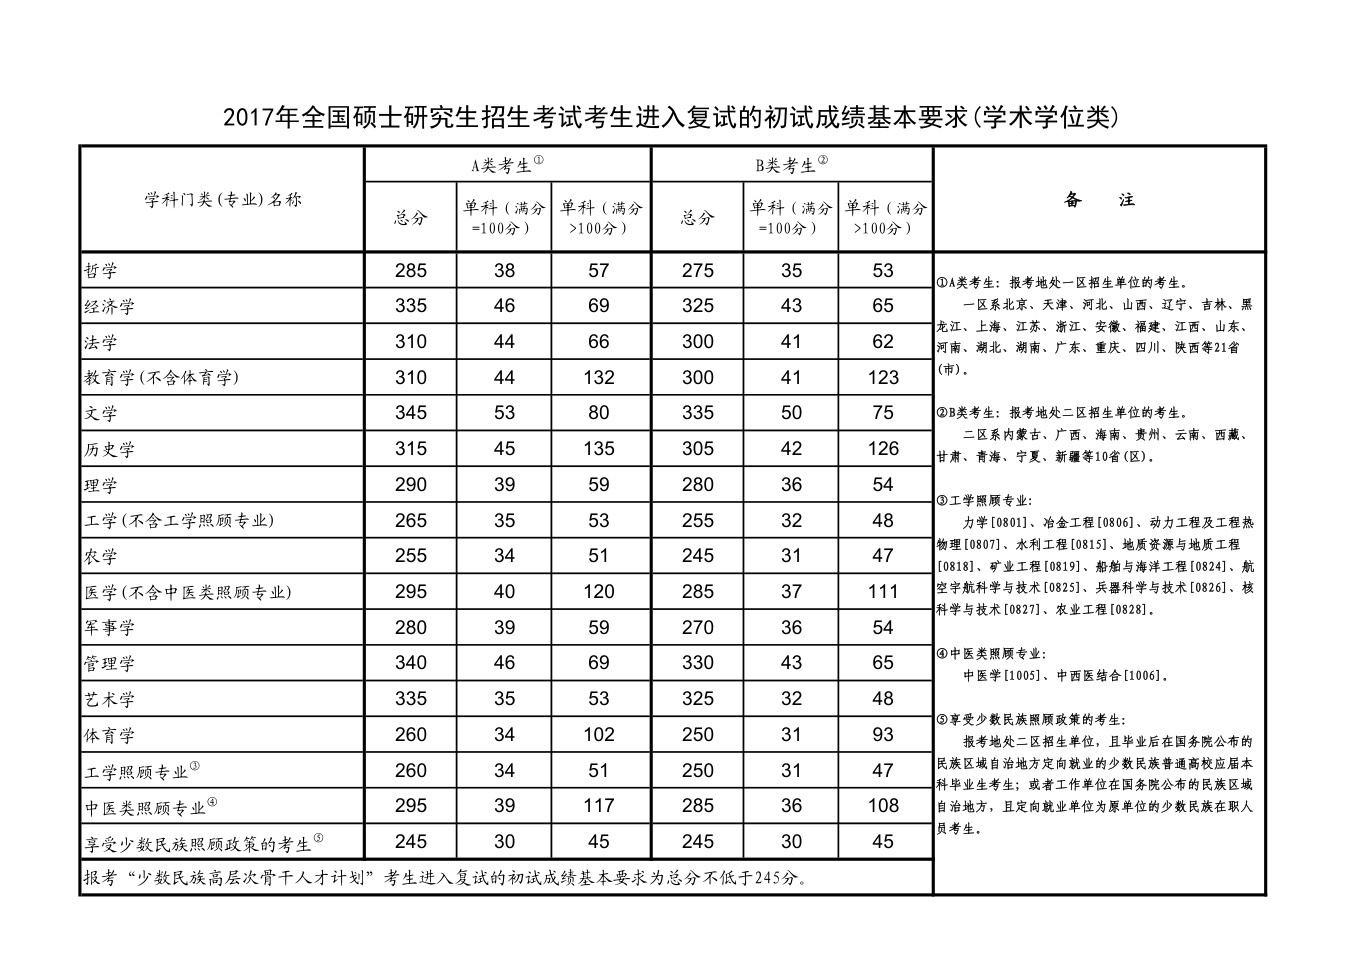 2017年全国硕士研究生招生考试考生进入复试的初试成绩基本要求(学术学位类)
学科门类(专业)名称
A类考生①
B类考生②
备 注
总分
单科（满分=100分）
单科（满分>100分）
总分
单科（满分=100分）
单科（满分>100分）
哲学 285 38 57 275 35 53
经济学 335 46 69 325 43 65
法学 310 44 66 300 41 62
教育学(不含体育学) 310 44 132 300 41 123
文学 345 53 80 335 50 75
历史学 315 45 135 305 42 126
理学 290 39 59 280 36 54
工学(不含工学照顾专业) 265 35 53 255 32 48
农学 255 34 51 245 31 47
医学(不含中医类照顾专业) 295 40 120 285 37 111
军事学 280 39 59 270 36 54
管理学 340 46 69 330 43 65
艺术学 335 35 53 325 32 48
体育学 260 34 102 250 31 93
工学照顾专业③ 260 34 51 250 31 47
中医类照顾专业④ 295 39 117 285 36 108
享受少数民族照顾政策的考生⑤ 245 30 45 245 30 45
报考“少数民族高层次骨干人才计划”考生进入复试的初试成绩基本要求为总分不低于245分。
①A类考生：报考地处一区招生单位的考生。
一区系北京、天津、河北、山西、辽宁、吉林、黑
龙江、上海、江苏、浙江、安徽、福建、江西、山东、
河南、湖北、湖南、广东、重庆、四川、陕西等21省
(市)。
②B类考生：报考地处二区招生单位的考生。
二区系内蒙古、广西、海南、贵州、云南、西藏、
甘肃、青海、宁夏、新疆等10省(区)。
③工学照顾专业：
力学[0801]、冶金工程[0806]、动力工程及工程热
物理[0807]、水利工程[0815]、地质资源与地质工程
[0818]、矿业工程[0819]、船舶与海洋工程[0824]、航
空宇航科学与技术[0825]、兵器科学与技术[0826]、核
科学与技术[0827]、农业工程[0828]。
④中医类照顾专业：
中医学[1005]、中西医结合[1006]。
⑤享受少数民族照顾政策的考生：
报考地处二区招生单位，且毕业后在国务院公布的
民族区域自治地方定向就业的少数民族普通高校应届本
科毕业生考生；或者工作单位在国务院公布的民族区域
自治地方，且定向就业单位为原单位的少数民族在职人
员考生。